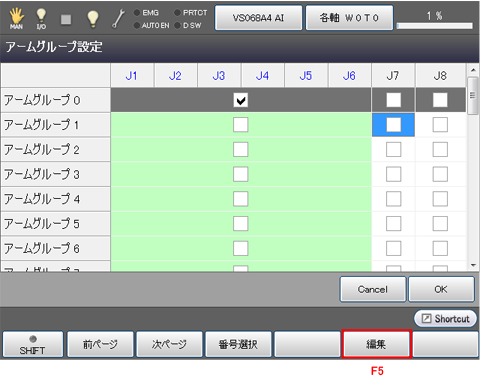 MAN I/O EMG PRTCT AUTOEN DSW VS068A4 AI 各軸 W0T0 1 %
アームグループ設定
J1 J2 J3 J4 J5 J6 J7 J8
アームグループ 0
アームグループ 1
アームグループ 2
アームグループ 3
アームグループ 4
アームグループ 5
アームグループ 6
Cancel OK
Shortcut
SHIFT 前ページ 次ページ 番号選択 編集
F5